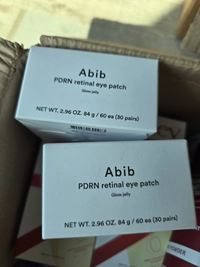 Abib
PDRN retinal eye patch
Glow jelly
NET WT. 2.96 OZ. 84 g / 60 ea (30 pairs)
Abib
PDRN retinal eye patch
Glow jelly
NET WT. 2.96 OZ. 84 g / 60 ea (30 pairs)